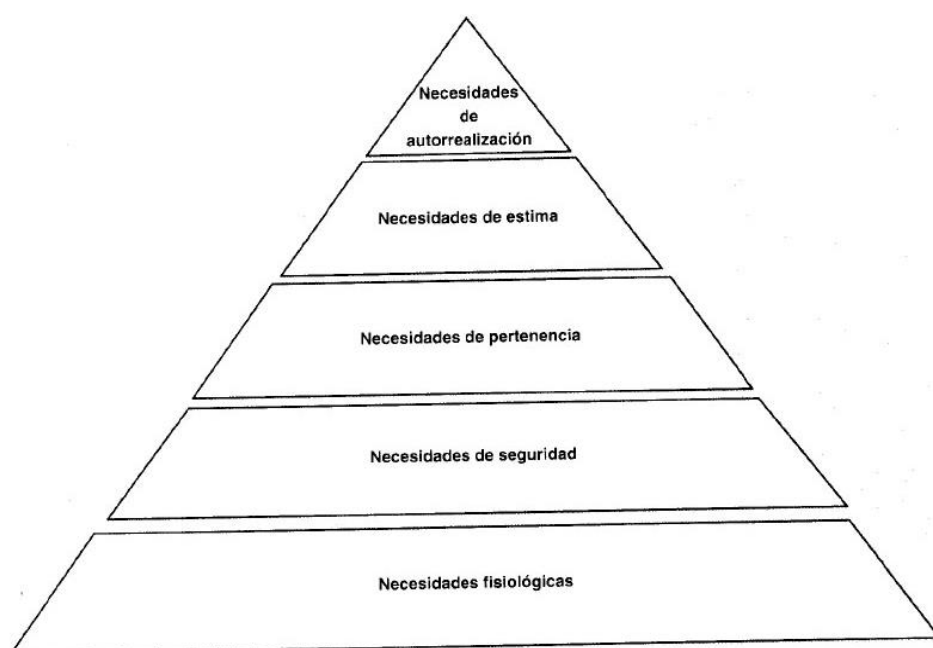 Necesidades
de
autorrealización
Necesidades de estima
Necesidades de pertenencia
Necesidades de seguridad
Necesidades fisiológicas